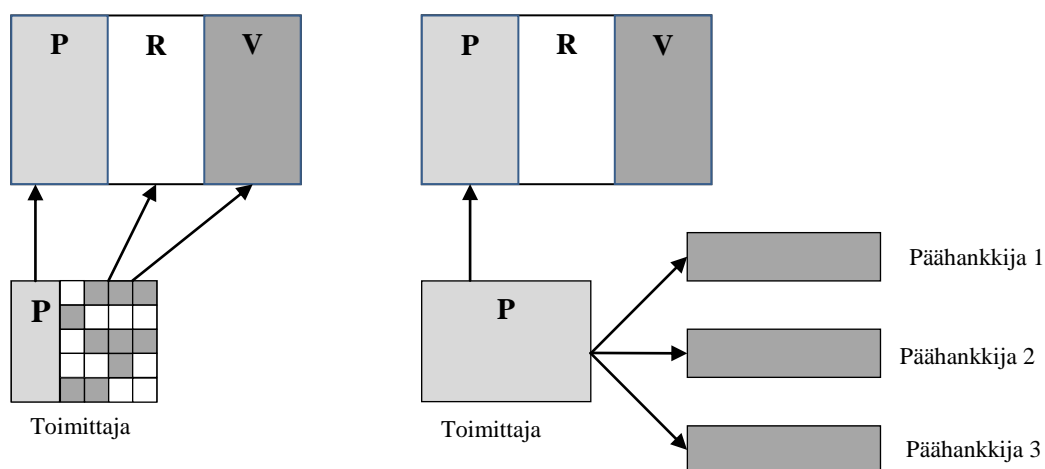 P R V
P
Toimittaja
P R V
P
Toimittaja
Päähankkija 1
Päähankkija 2
Päähankkija 3